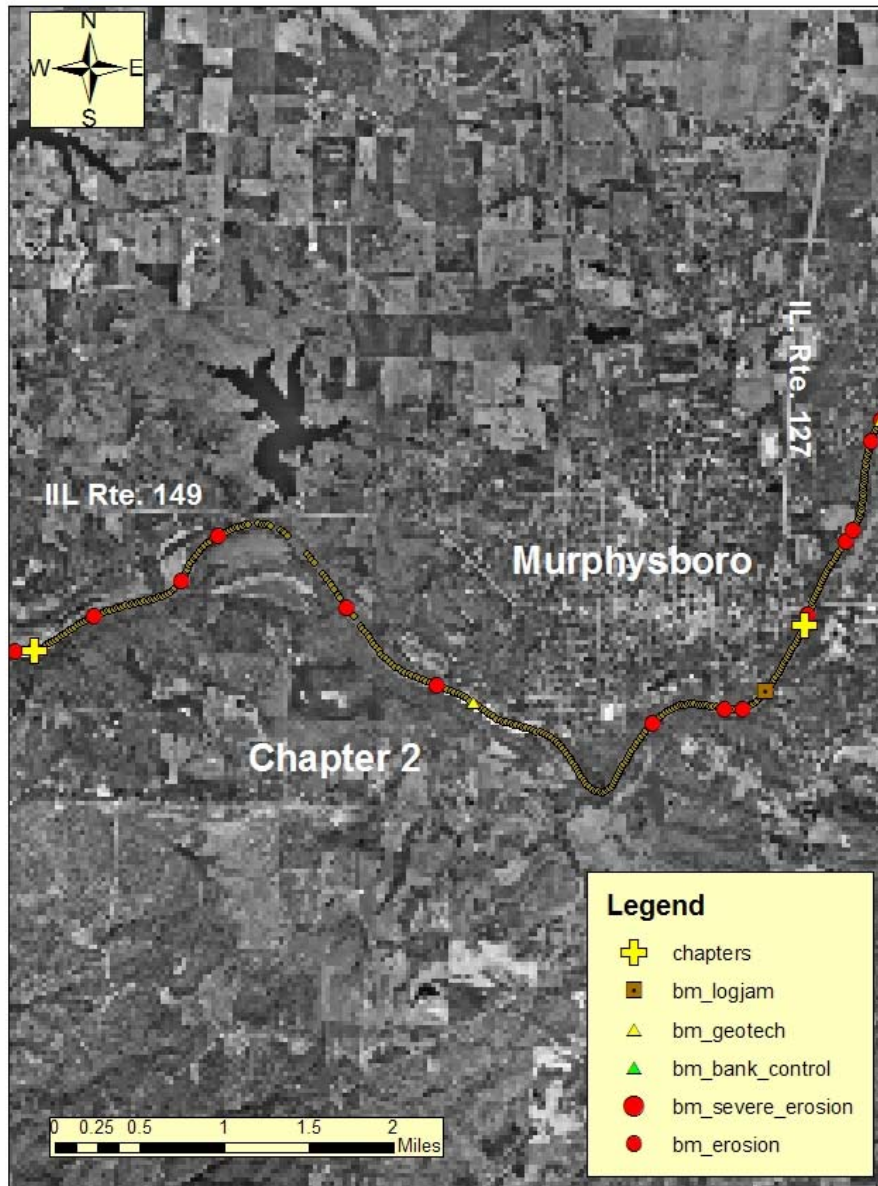 N
W E
S
IL. Rte. 127
IIL Rte. 149
Murphysboro
Chapter 2
Legend
chapters
bm_logjam
bm_geotech
bm_bank_control
bm_severe_erosion
bm_erosion
0 0.25 0.5 1 1.5 2
Miles